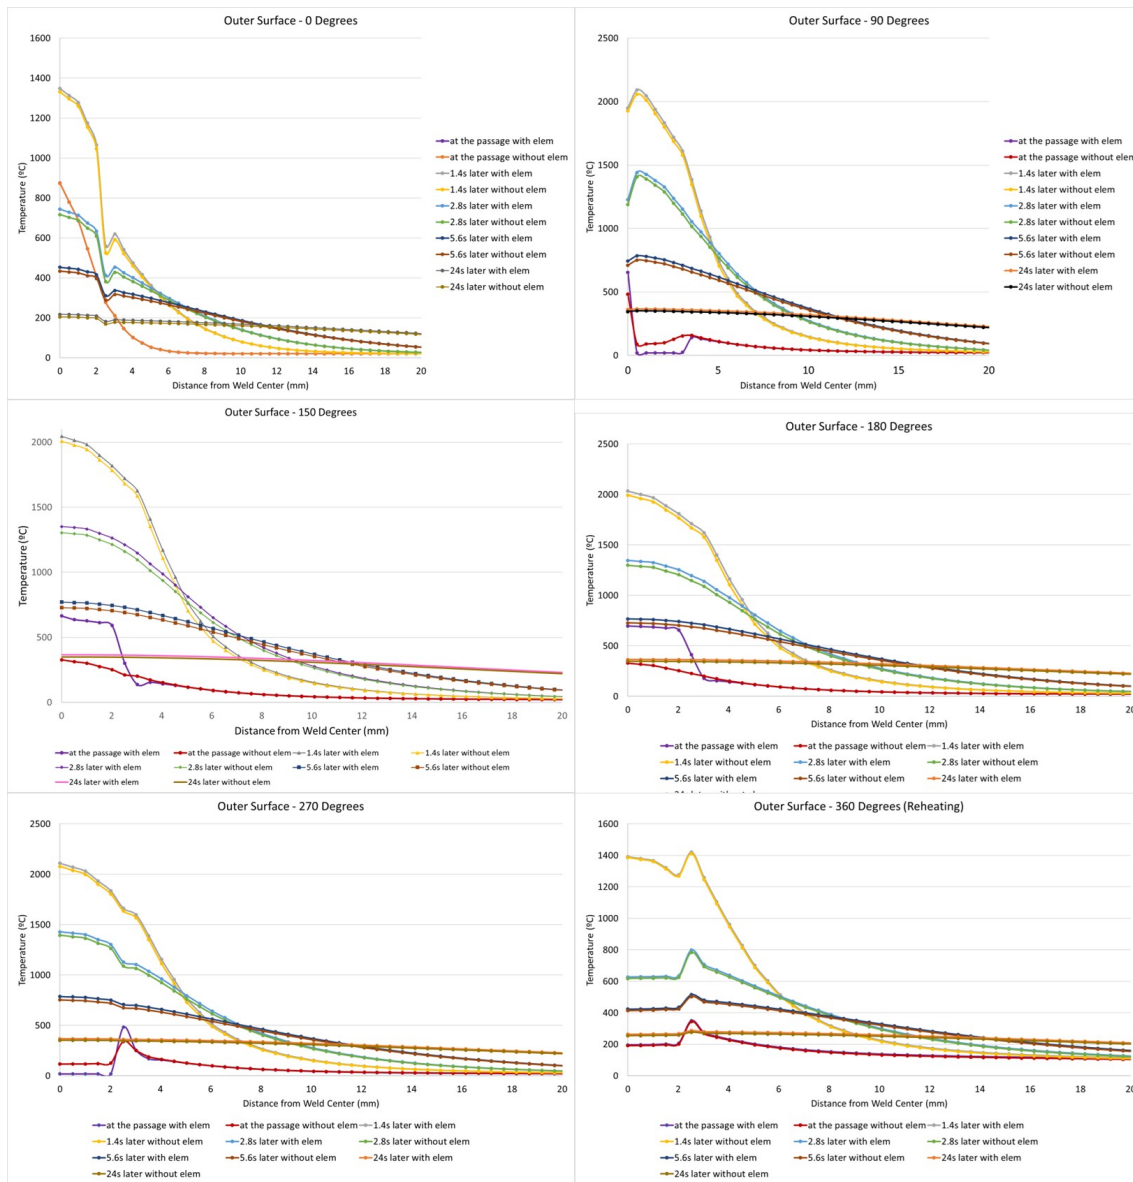 Outer Surface - 0 Degrees
1600
1400
1200
1000
800
600
400
200
0
Temperature (ºC)
0 2 4 6 8 10 12 14 16 18 20
Distance from Weld Center (mm)
at the passage with elem
at the passage without elem
1.4s later with elem
1.4s later without elem
2.8s later with elem
2.8s later without elem
5.6s later with elem
5.6s later without elem
24s later with elem
24s later without elem
Outer Surface - 90 Degrees
2500
2000
1500
1000
500
0
Temperature (ºC)
0 5 10 15 20
Distance from Weld Center (mm)
at the passage with elem
at the passage without elem
1.4s later with elem
1.4s later without elem
2.8s later with elem
2.8s later without elem
5.6s later with elem
5.6s later without elem
24s later with elem
24s later without elem
Outer Surface - 150 Degrees
2000
1500
1000
500
0
Temperature (ºC)
0 2 4 6 8 10 12 14 16 18 20
Distance from Weld Center (mm)
at the passage with elem at the passage without elem 1.4s later with elem 1.4s later without elem
2.8s later with elem 2.8s later without elem 5.6s later with elem 5.6s later without elem
24s later with elem 24s later without elem
Outer Surface - 180 Degrees
2500
2000
1500
1000
500
0
Temperature (ºC)
0 2 4 6 8 10 12 14 16 18 20
Distance from Weld Center (mm)
at the passage with elem at the passage without elem 1.4s later with elem
1.4s later without elem 2.8s later with elem 2.8s later without elem
5.6s later with elem 5.6s later without elem 24s later with elem
Outer Surface - 270 Degrees
2500
2000
1500
1000
500
0
Temperature (ºC)
0 2 4 6 8 10 12 14 16 18 20
Distance from Weld Center (mm)
at the passage with elem at the passage without elem 1.4s later with elem
1.4s later without elem 2.8s later with elem 2.8s later without elem
5.6s later with elem 5.6s later without elem 24s later with elem
24s later without elem
Outer Surface - 360 Degrees (Reheating)
1600
1400
1200
1000
800
600
400
200
0
Temperature (ºC)
0 2 4 6 8 10 12 14 16 18 20
Distance from Weld Center (mm)
at the passage with elem at the passage without elem 1.4s later with elem
1.4s later without elem 2.8s later with elem 2.8s later without elem
5.6s later with elem 5.6s later without elem 24s later with elem
24s later without elem